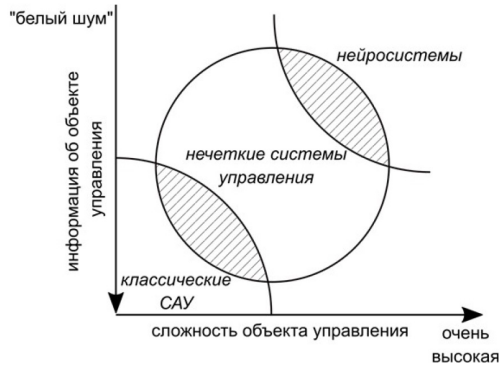 "белый шум"
нейросистемы
информация об объекте
управления
нечеткие системы
управления
классические
САУ
сложность объекта управления
очень
высокая